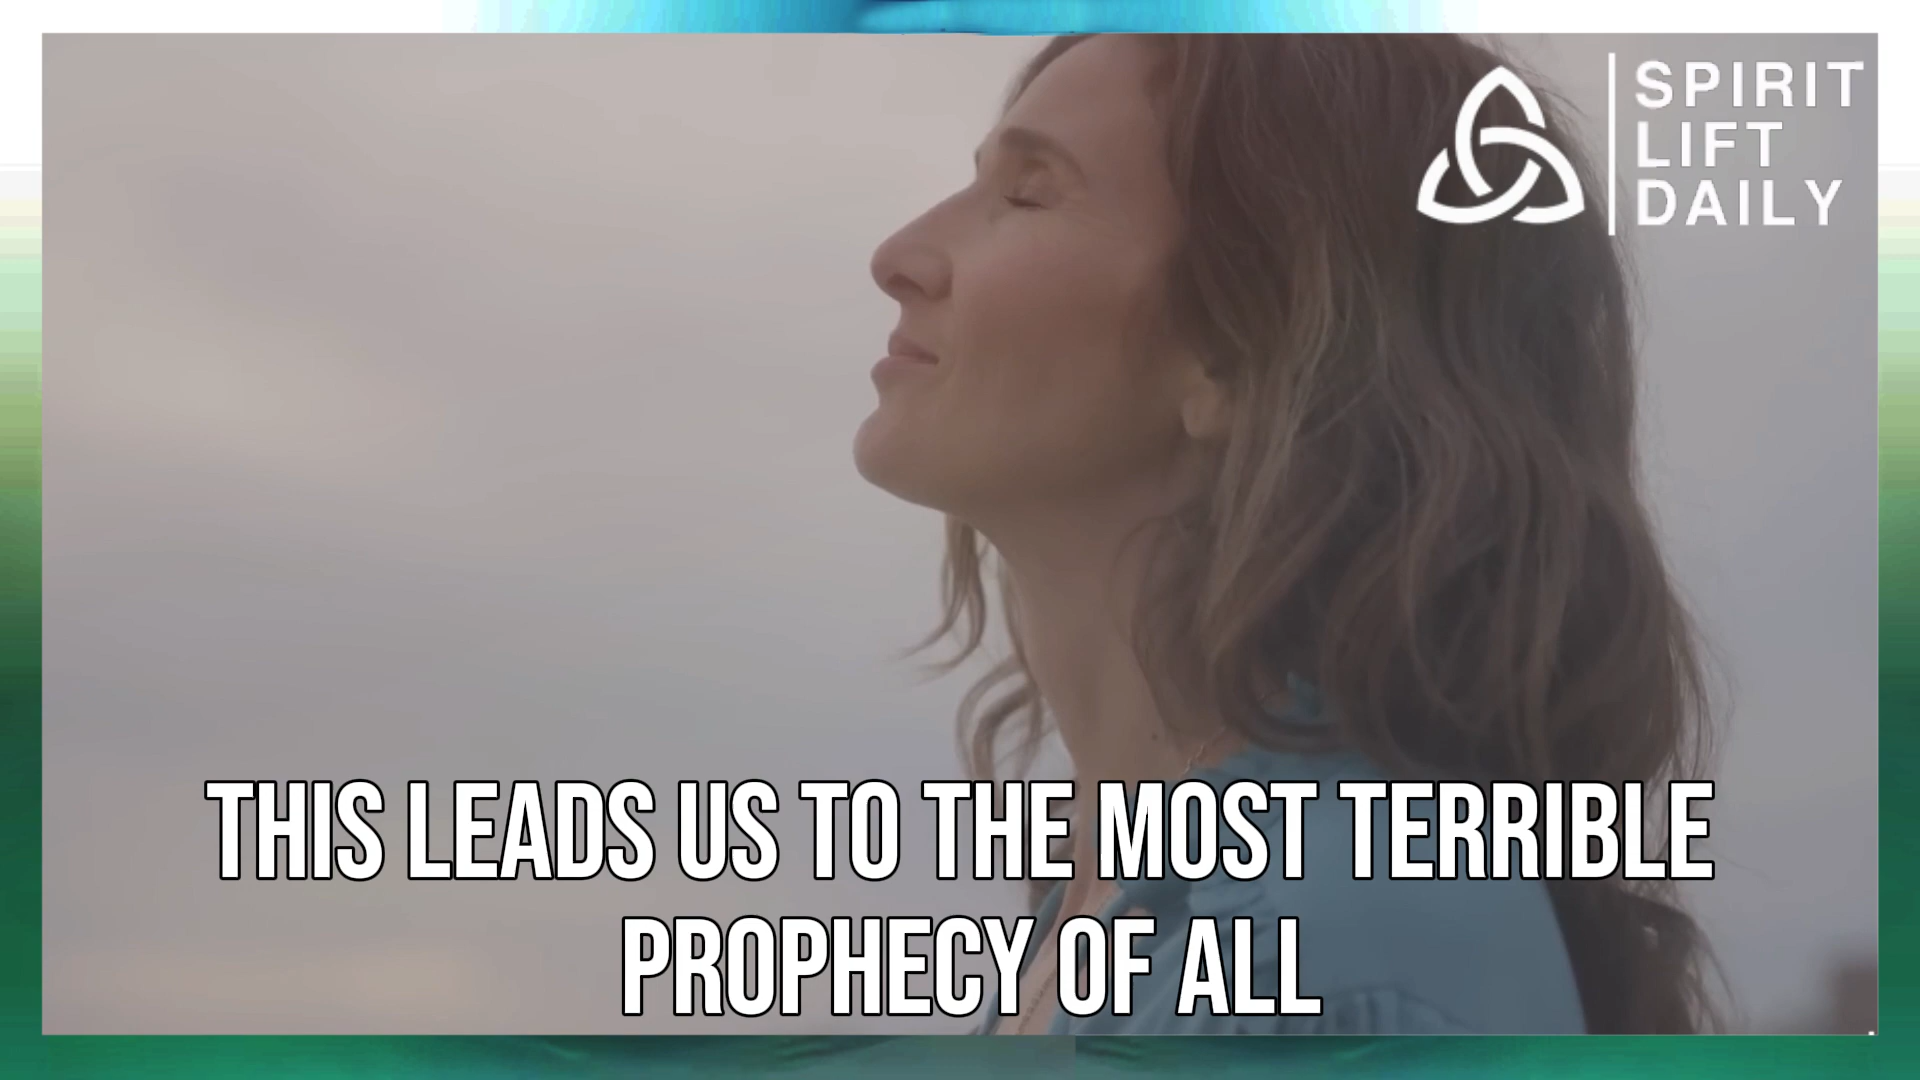 SPIRIT
LIFT
DAILY
THIS LEADS US TO THE MOST TERRIBLE
PROPHECY OF ALL